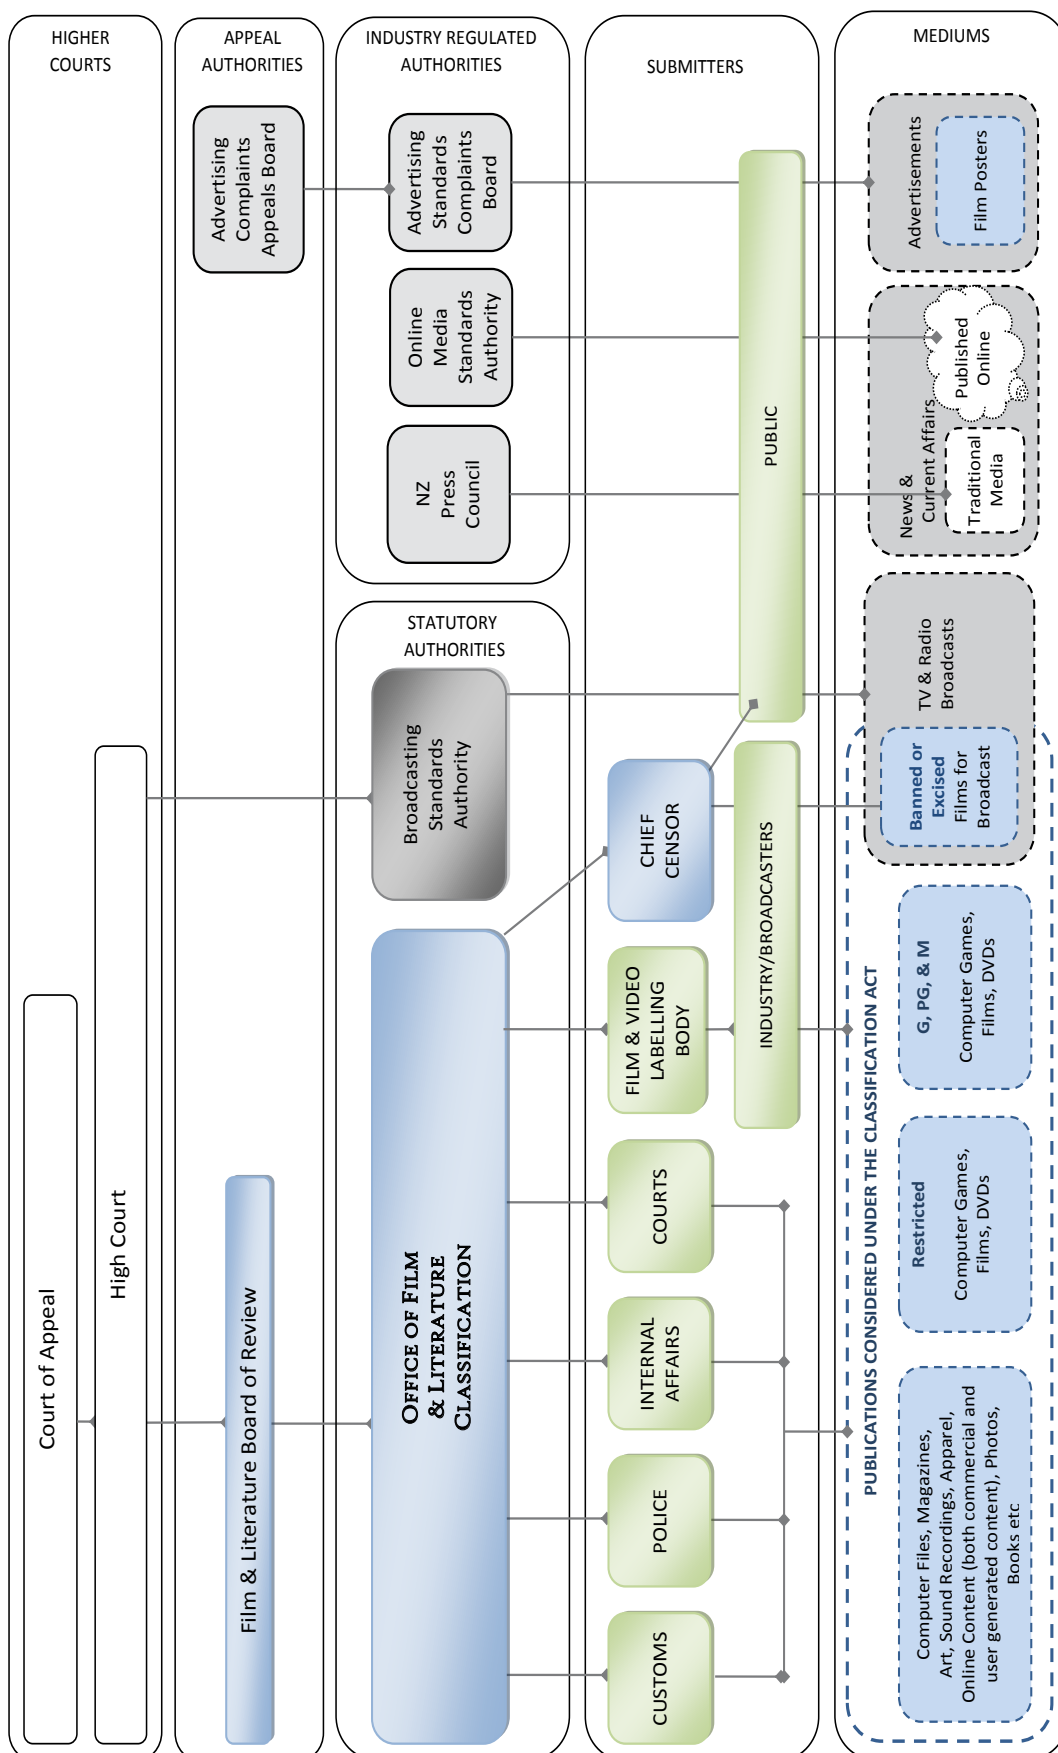 HIGHER
COURTS
Court of Appeal
High Court
APPEAL
AUTHORITIES
Film & Literature Board of Review
Advertising
Complaints
Appeals Board
STATUTORY
AUTHORITIES
OFFICE OF FILM
& LITERATURE
CLASSIFICATION
Broadcasting
Standards
Authority
INDUSTRY REGULATED
AUTHORITIES
NZ
Press
Council
Online
Media
Standards
Authority
Advertising
Standards
Complaints
Board
SUBMITTERS
CUSTOMS
POLICE
INTERNAL
AFFAIRS
COURTS
FILM & VIDEO
LABELLING
BODY
CHIEF
CENSOR
INDUSTRY/BROADCASTERS
PUBLIC
MEDIUMS
PUBLICATIONS CONSIDERED UNDER THE CLASSIFICATION ACT
Computer Files, Magazines,
Art, Sound Recordings, Apparel,
Online Content (both commercial and
user generated content), Photos,
Books etc
Restricted
Computer Games,
Films, DVDs
G, PG, & M
Computer Games,
Films, DVDs
TV & Radio
Broadcasts
Banned or
Excised
Films for
Broadcast
News &
Current Affairs
Traditional
Media
Published
Online
Advertisements
Film Posters